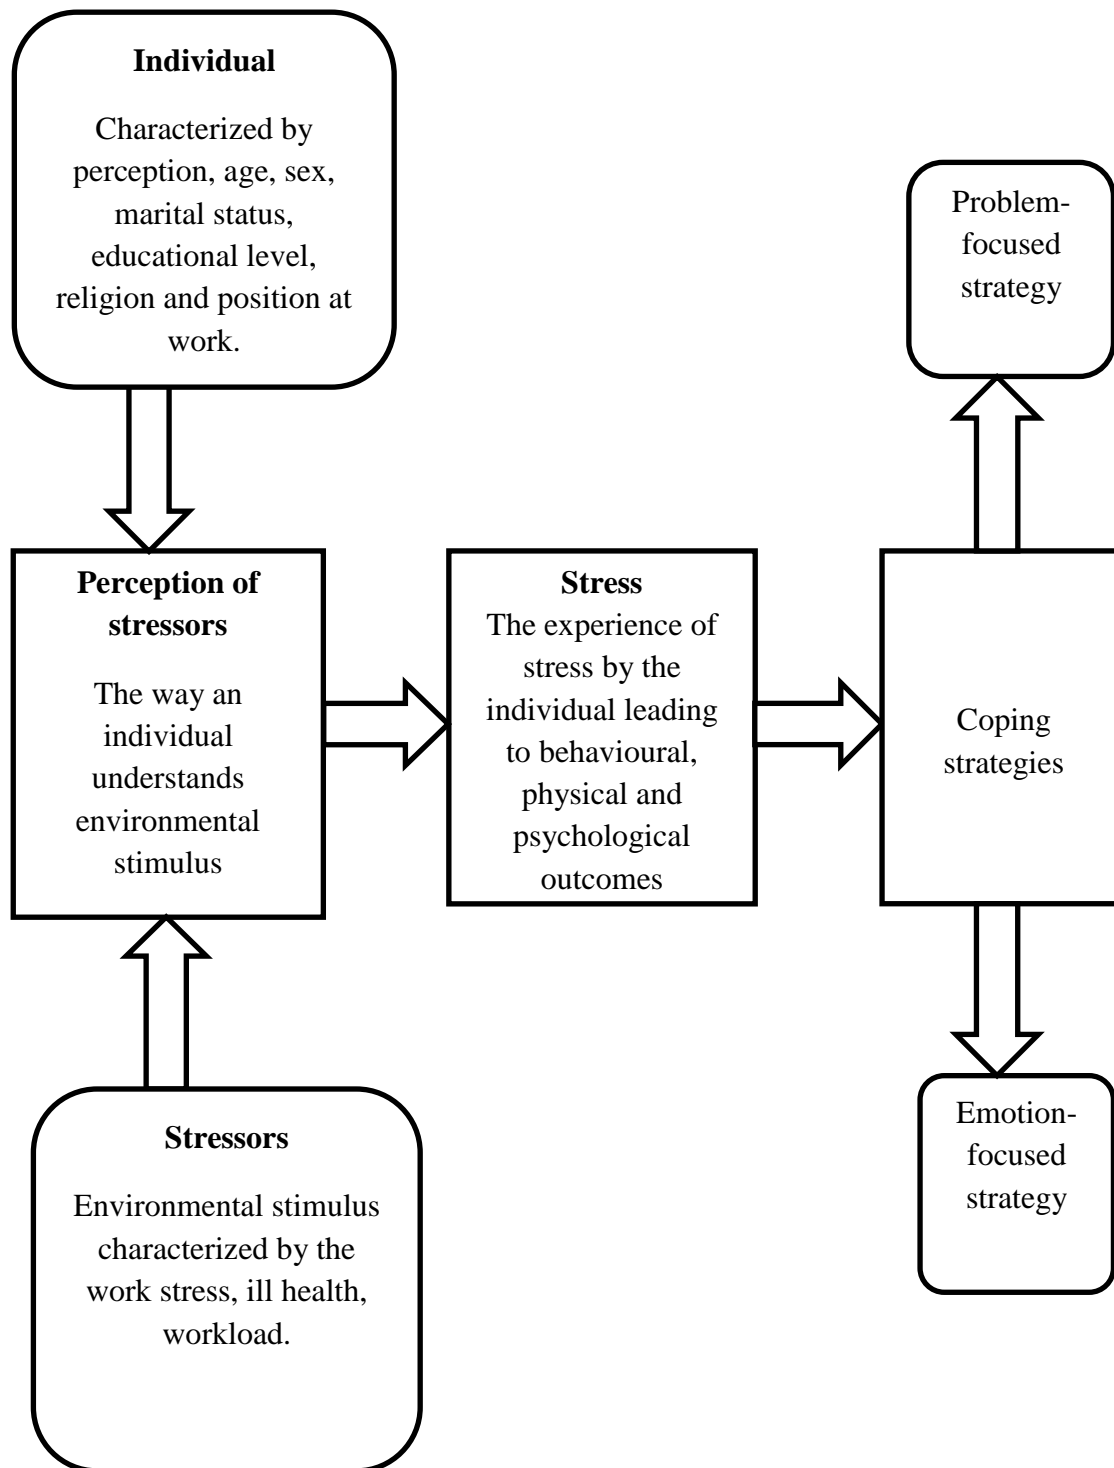 Individual
Characterized by
perception, age, sex,
marital status,
educational level,
religion and position at
work.
Problem-
focused
strategy
Perception of
stressors
The way an
individual
understands
environmental
stimulus
Stress
The experience of
stress by the
individual leading
to behavioural,
physical and
psychological
outcomes
Coping
strategies
Stressors
Environmental stimulus
characterized by the
work stress, ill health,
workload.
Emotion-
focused
strategy